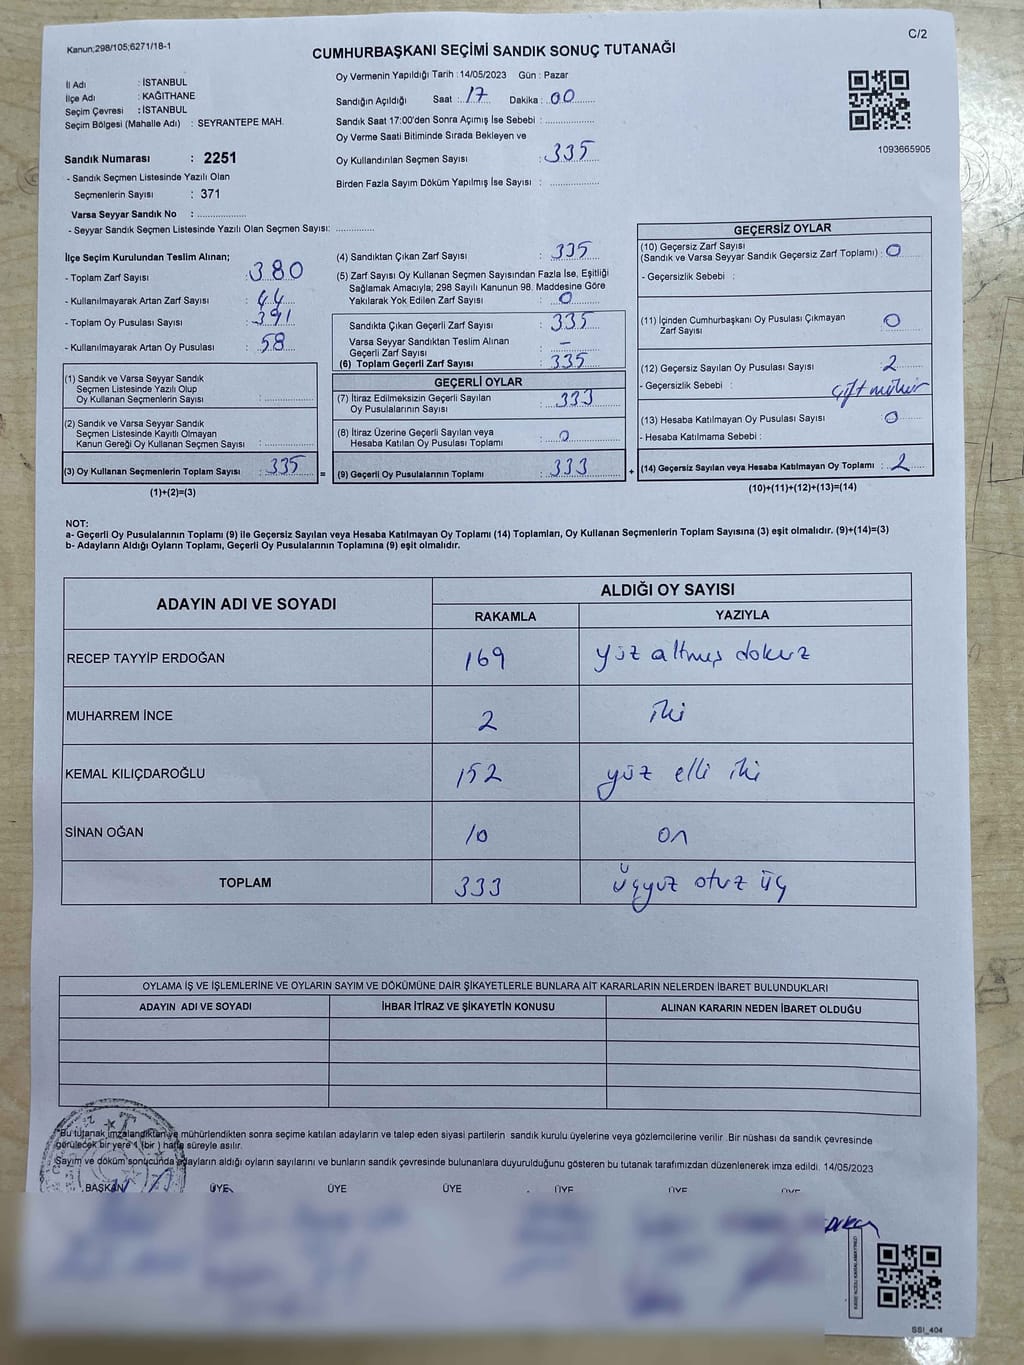 Kanun;298/105;6271/18-1
C/2
CUMHURBAŞKANI SEÇİMİ SANDIK SONUÇ TUTANAĞI
İl Adı : İSTANBUL
İlçe Adı : KAĞITHANE
Seçim Çevresi : İSTANBUL
Seçim Bölgesi (Mahalle Adı) : SEYRANTEPE MAH.
Oy Vermenin Yapıldığı Tarih :14/05/2023 Gün : Pazar
Sandığın Açıldığı Saat :.17 Dakika : 00
Sandık Saat 17:00'den Sonra Açımış İse Sebebi :
Oy Verme Saati Bitiminde Sırada Bekleyen ve
Oy Kullandırılan Seçmen Sayısı : 335
Birden Fazla Sayım Döküm Yapılmış İse Sayısı :
1093665905
Sandık Numarası : 2251
- Sandık Seçmen Listesinde Yazılı Olan
Seçmenlerin Sayısı : 371
Varsa Seyyar Sandık No :
- Seyyar Sandık Seçmen Listesinde Yazılı Olan Seçmen Sayısı:
İlçe Seçim Kurulundan Teslim Alınan;
- Toplam Zarf Sayısı : 380
- Kullanılmayarak Artan Zarf Sayısı : 44
- Toplam Oy Pusulası Sayısı : 391
- Kullanılmayarak Artan Oy Pusulası : 58
(4) Sandıktan Çıkan Zarf Sayısı : 335
(5) Zarf Sayısı Oy Kullanan Seçmen Sayısından Fazla İse, Eşitliği
Sağlamak Amacıyla; 298 Sayılı Kanunun 98. Maddesine Göre
Yakılarak Yok Edilen Zarf Sayısı : 0
Sandıkta Çıkan Geçerli Zarf Sayısı : 335
Varsa Seyyar Sandıktan Teslim Alınan
Geçerli Zarf Sayısı : –
(6) Toplam Geçerli Zarf Sayısı : 335
GEÇERSİZ OYLAR
(10) Geçersiz Zarf Sayısı
(Sandık ve Varsa Seyyar Sandık Geçersiz Zarf Toplamı) : 0
- Geçersizlik Sebebi :
(11) İçinden Cumhurbaşkanı Oy Pusulası Çıkmayan
Zarf Sayısı : 0
(12) Geçersiz Sayılan Oy Pusulası Sayısı : 2
- Geçersizlik Sebebi : çift mühür
(13) Hesaba Katılmayan Oy Pusulası Sayısı : 0
- Hesaba Katılmama Sebebi :
(14) Geçersiz Sayılan veya Hesaba Katılmayan Oy Toplamı : 2
(10)+(11)+(12)+(13)=(14)
(1) Sandık ve Varsa Seyyar Sandık
Seçmen Listesinde Yazılı Olup
Oy Kullanan Seçmenlerin Sayısı :
(2) Sandık ve Varsa Seyyar Sandık
Seçmen Listesinde Kayıtlı Olmayan
Kanun Gereği Oy Kullanan Seçmen Sayısı :
(3) Oy Kullanan Seçmenlerin Toplam Sayısı : 335 =
(1)+(2)=(3)
GEÇERLİ OYLAR
(7) İtiraz Edilmeksizin Geçerli Sayılan
Oy Pusulalarının Sayısı : 333
(8) İtiraz Üzerine Geçerli Sayılan veya
Hesaba Katılan Oy Pusulası Toplamı : 0
(9) Geçerli Oy Pusulalarının Toplamı : 333 +
NOT:
a- Geçerli Oy Pusulalarının Toplamı (9) ile Geçersiz Sayılan veya Hesaba Katılmayan Oy Toplamı (14) Toplamları, Oy Kullanan Seçmenlerin Toplam Sayısına (3) eşit olmalıdır. (9)+(14)=(3)
b- Adayların Aldığı Oyların Toplamı, Geçerli Oy Pusulalarının Toplamına (9) eşit olmalıdır.
ADAYIN ADI VE SOYADI
ALDIĞI OY SAYISI
RAKAMLA YAZIYLA
RECEP TAYYİP ERDOĞAN 169 yüz altmış dokuz
MUHARREM İNCE 2 iki
KEMAL KILIÇDAROĞLU 152 yüz elli iki
SİNAN OĞAN 10 on
TOPLAM 333 üçyüz otuz üç
OYLAMA İŞ VE İŞLEMLERİNE VE OYLARIN SAYIM VE DÖKÜMÜNE DAİR ŞİKAYETLERLE BUNLARA AİT KARARLARIN NELERDEN İBARET BULUNDUKLARI
ADAYIN ADI VE SOYADI İHBAR İTİRAZ VE ŞİKAYETİN KONUSU ALINAN KARARIN NEDEN İBARET OLDUĞU
*Bu tutanak imzalandıktan ve mühürlendikten sonra seçime katılan adayların ve talep eden siyasi partilerin sandık kurulu üyelerine veya gözlemcilerine verilir. Bir nüshası da sandık çevresinde
görülecek bir yere 1 (bir) hafta süreyle asılır.
Sayım ve döküm sonucunda adayların aldığı oyların sayılarını ve bunların sandık çevresinde bulunanlara duyurulduğunu gösteren bu tutanak tarafımızdan düzenlenerek imza edildi. 14/05/2023
BAŞKAN ÜYE ÜYE ÜYE ÜYE ÜYE ÜYE
SSI_404